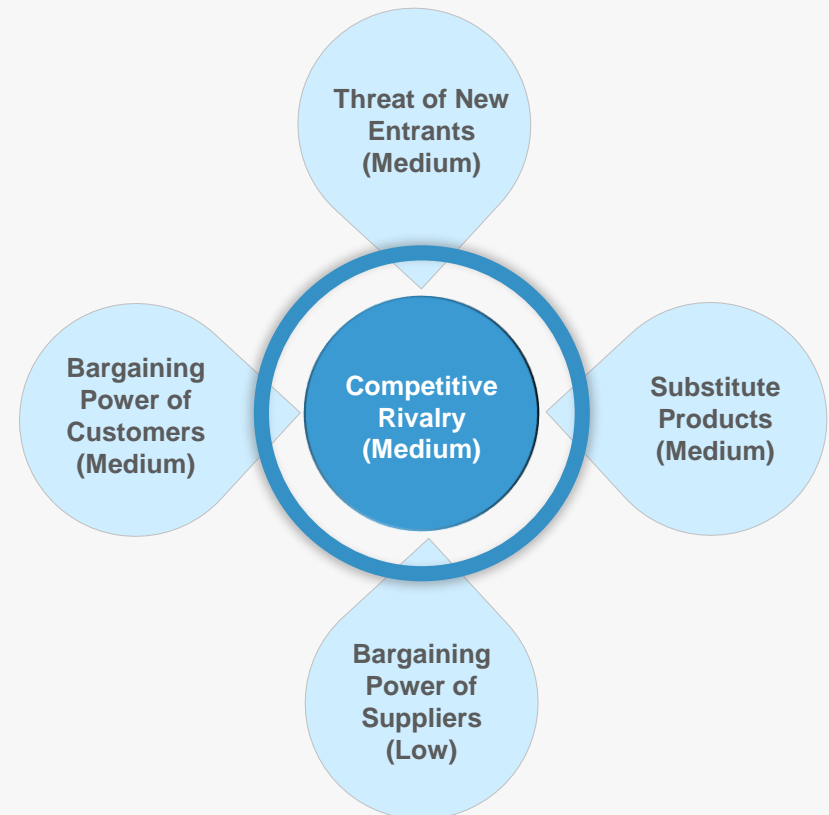 Threat of New
Entrants
(Medium)
Bargaining
Power of
Customers
(Medium)
Competitive
Rivalry
(Medium)
Substitute
Products
(Medium)
Bargaining
Power of
Suppliers
(Low)